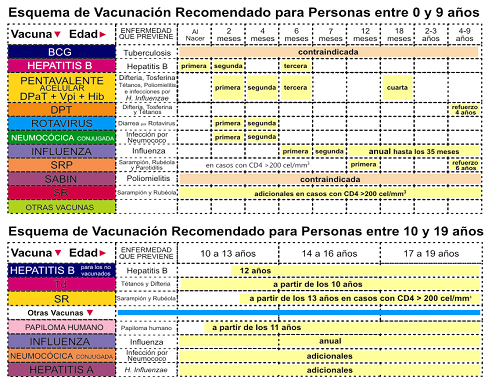 Esquema de Vacunación Recomendado para Personas entre 0 y 9 años
Vacuna Edad ENFERMEDAD QUE PREVIENE Al Nacer 2 meses 4 meses 6 meses 7 meses 12 meses 18 meses 2-3 años 4-9 años
BCG Tuberculosis contraindicada
HEPATITIS B Hepatitis B primera segunda tercera
PENTAVALENTE ACELULAR DPaT + Vpi + Hib Difteria, Tosferina Tétanos, Poliomielitis e infecciones por H. Influenzae primera segunda tercera cuarta
DPT Difteria, Tosferina y Tétanos refuerzo 4 años
ROTAVIRUS Diarrea por Rotavirus primera segunda
NEUMOCÓCICA CONJUGADA Infección por Neumococo primera segunda
INFLUENZA Influenza primera segunda anual hasta los 35 meses
SRP Sarampión, Rubéola y Parotiditis en casos con CD4 >200 cel/mm³ primera refuerzo 6 años
SABIN Poliomielitis contraindicada
SR Sarampión y Rubéola adicionales en casos con CD4 >200 cel/mm³
OTRAS VACUNAS
Esquema de Vacunación Recomendado para Personas entre 10 y 19 años
Vacuna Edad ENFERMEDAD QUE PREVIENE 10 a 13 años 14 a 16 años 17 a 19 años
HEPATITIS B para los no vacunados Hepatitis B 12 años
Tétanos y Difteria a partir de los 10 años
SR Sarampión y Rubéola a partir de los 13 años en casos con CD4 > 200 cel/mm³
Otras Vacunas
PAPILOMA HUMANO Papiloma humano a partir de los 11 años
INFLUENZA Influenza anual
NEUMOCÓCICA CONJUGADA Infección por Neumococo adicionales
HEPATITIS A H. Influenzae adicionales